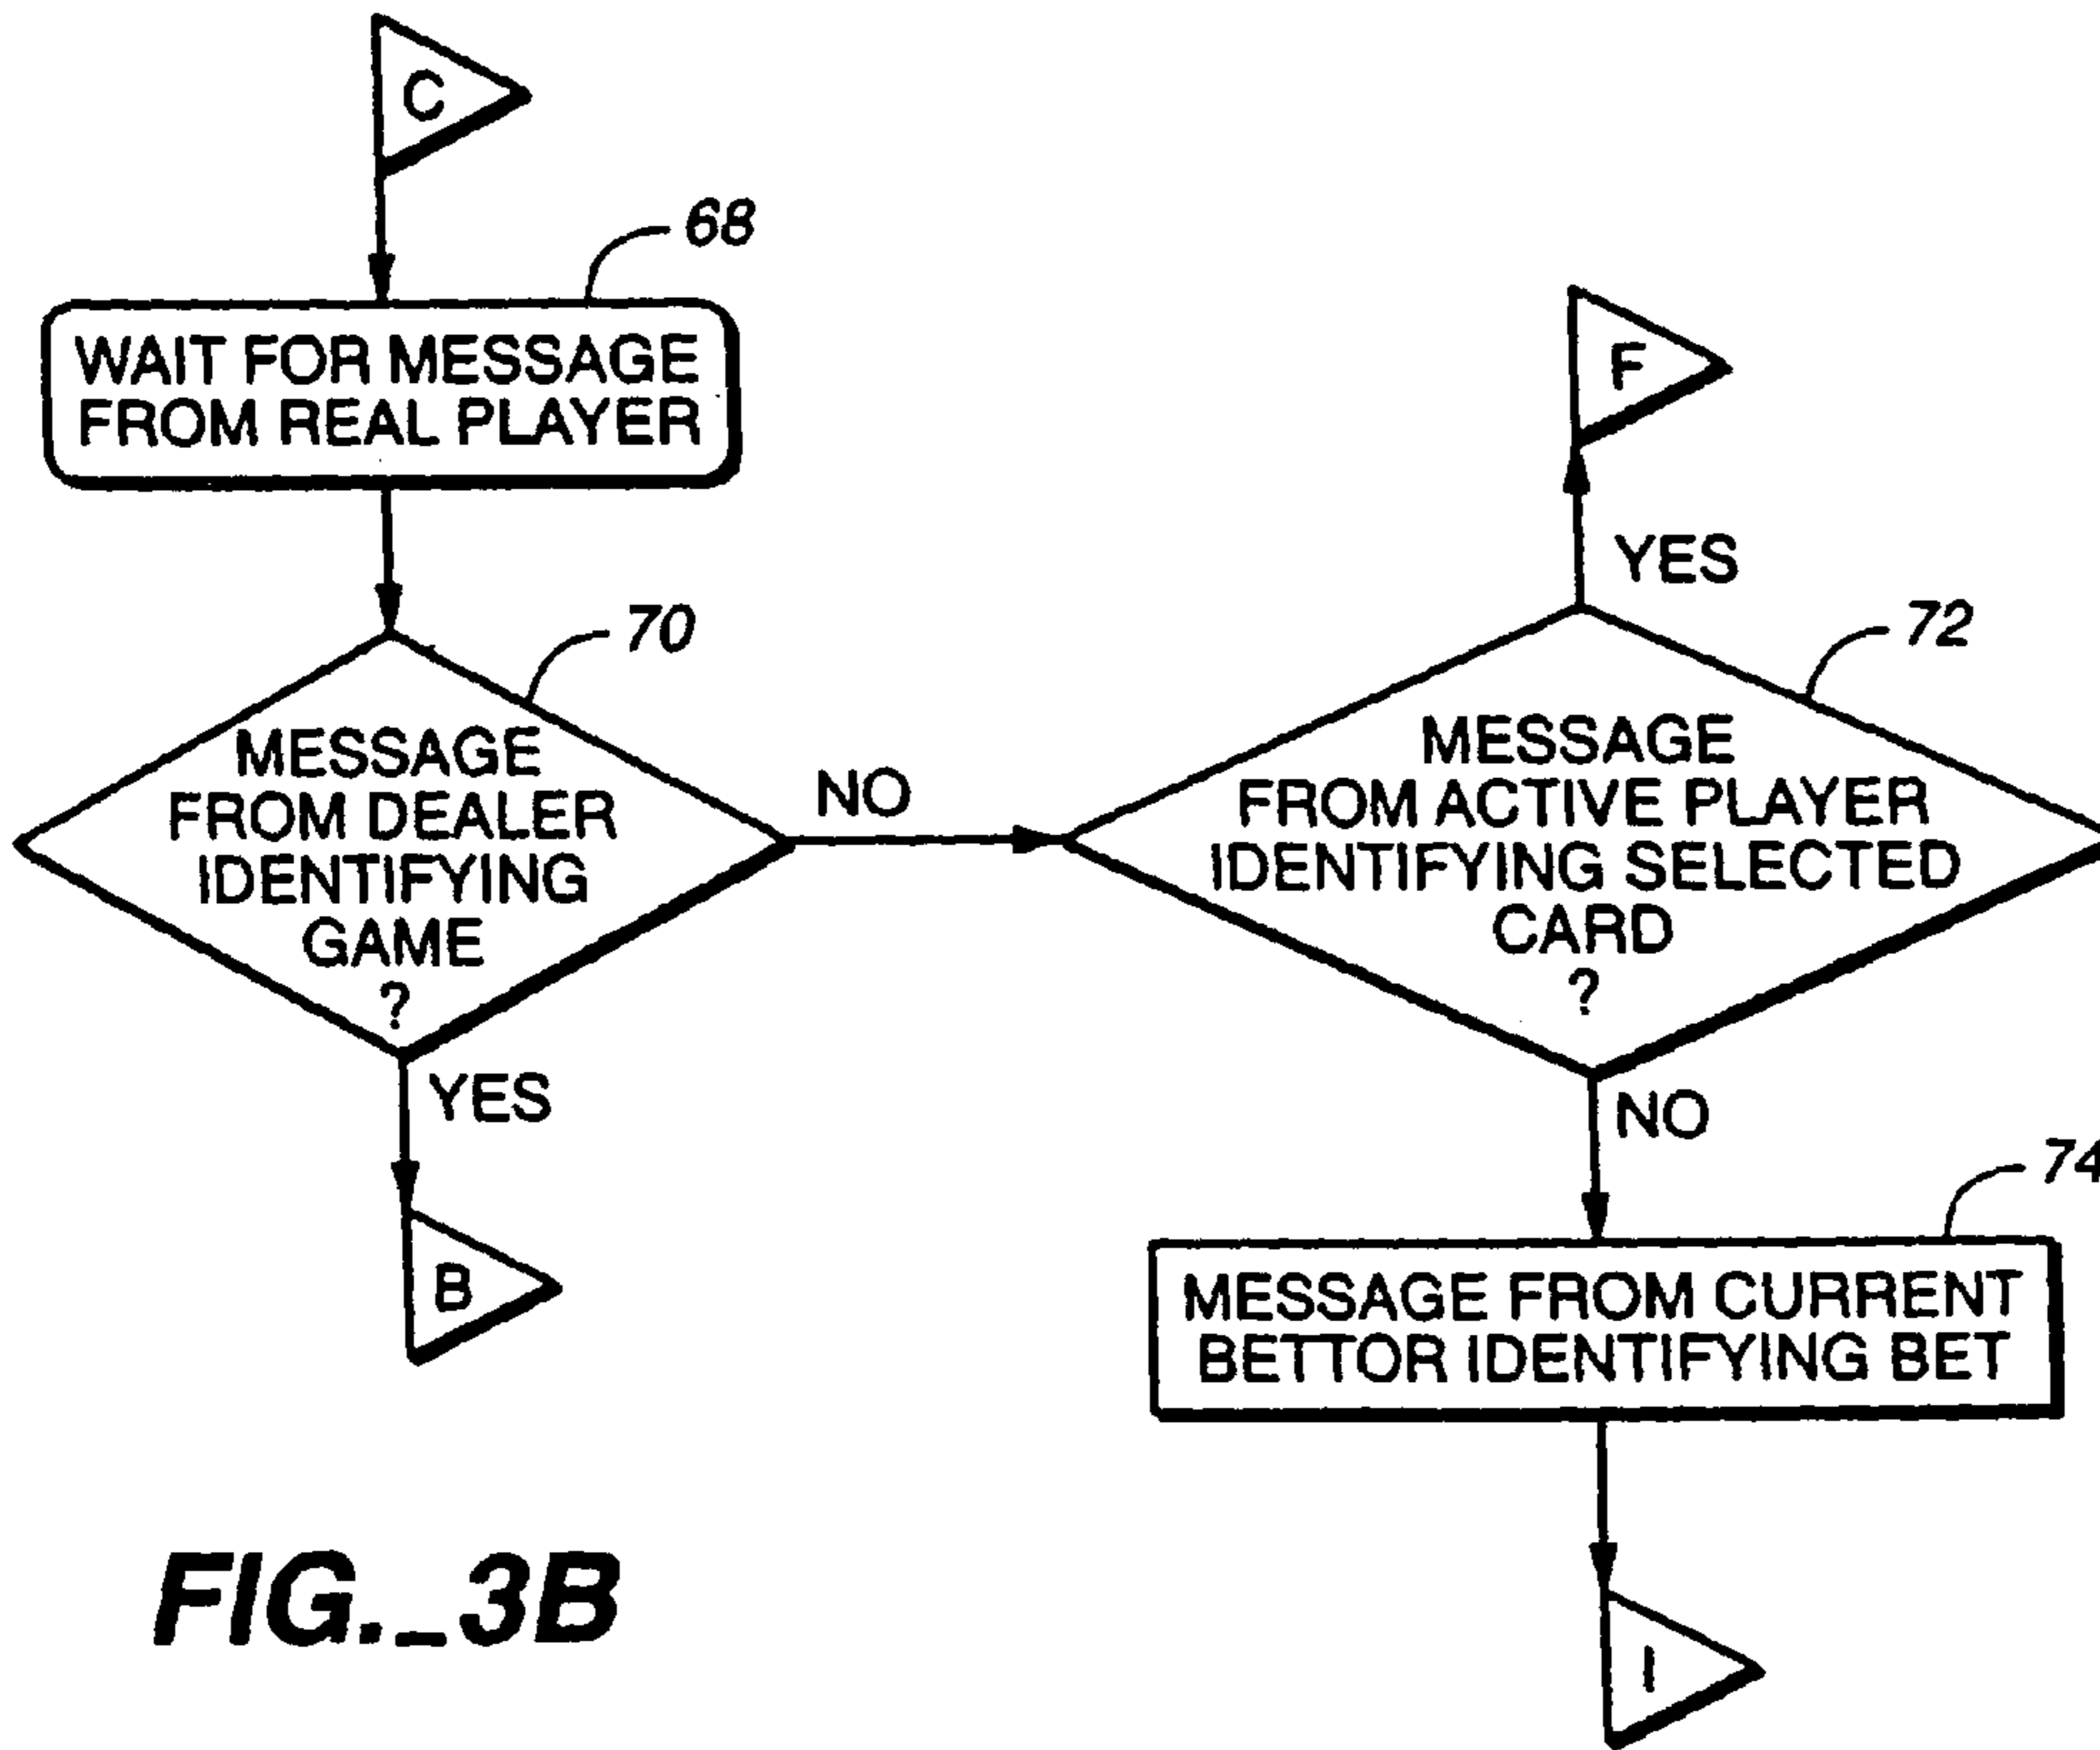 C
68
WAIT FOR MESSAGE
FROM REAL PLAYER
70
MESSAGE
FROM DEALER
IDENTIFYING
GAME
?
NO
YES
B
F
YES
72
MESSAGE
FROM ACTIVE PLAYER
IDENTIFYING SELECTED
CARD
?
NO
74
MESSAGE FROM CURRENT
BETTOR IDENTIFYING BET
I
FIG._3B